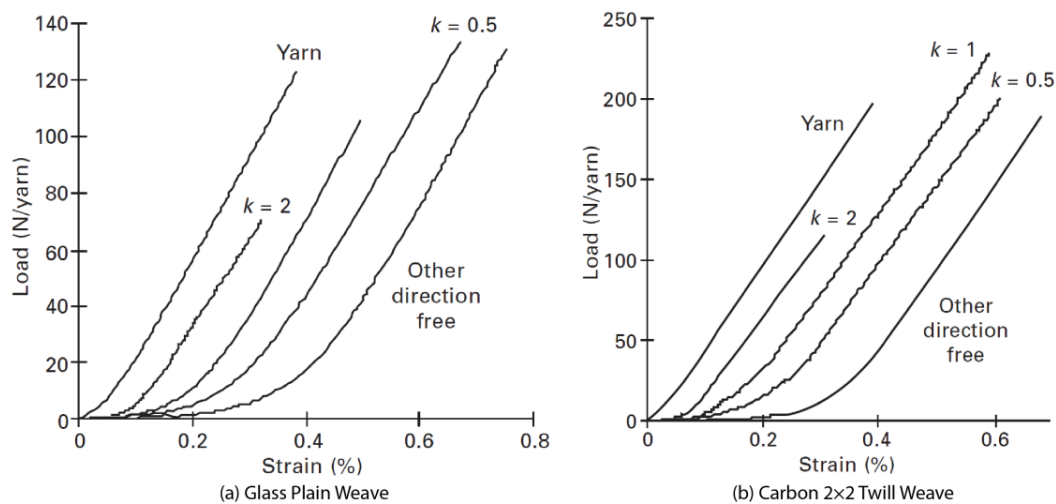 140
120
100
80
60
40
20
0
Load (N/yarn)
Yarn
k = 0.5
k = 2
Other
direction
free
0
0.2
0.4
0.6
0.8
Strain (%)
(a) Glass Plain Weave
250
200
150
100
50
0
Load (N/yarn)
k = 1
k = 0.5
Yarn
k = 2
Other
direction
free
0
0.2
0.4
0.6
Strain (%)
(b) Carbon 2×2 Twill Weave